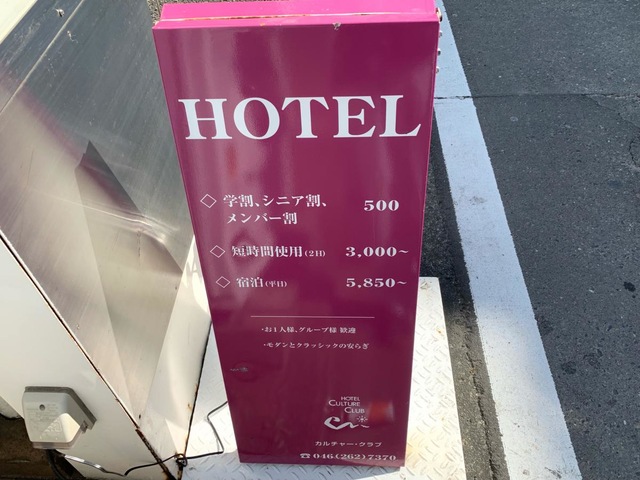 HOTEL
◇ 学割、シニア割、 500
メンバー割
◇ 短時間使用(2H) 3,000~
◇ 宿泊(平日) 5,850~
・お1人様、グループ様 歓迎
・モダンとクラッシックの安らぎ
HOTEL
CULTURE
CLUB
カルチャー・クラブ
☎046(262)7370